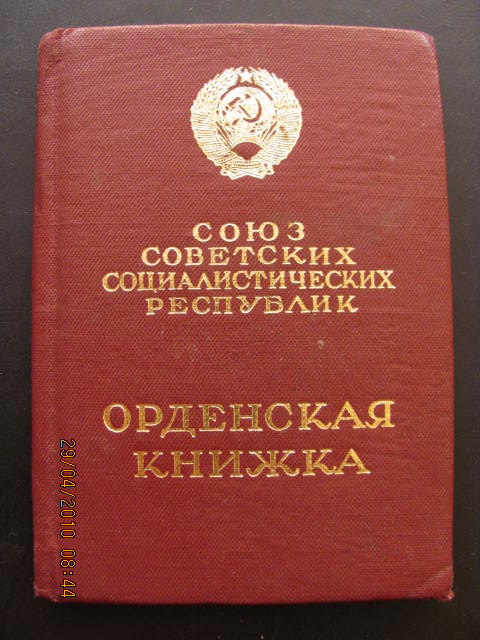 СОЮЗ
СОВЕТСКИХ
СОЦИАЛИСТИЧЕСКИХ
РЕСПУБЛИК
ОРДЕНСКАЯ
КНИЖКА
29/04/2010 08:44